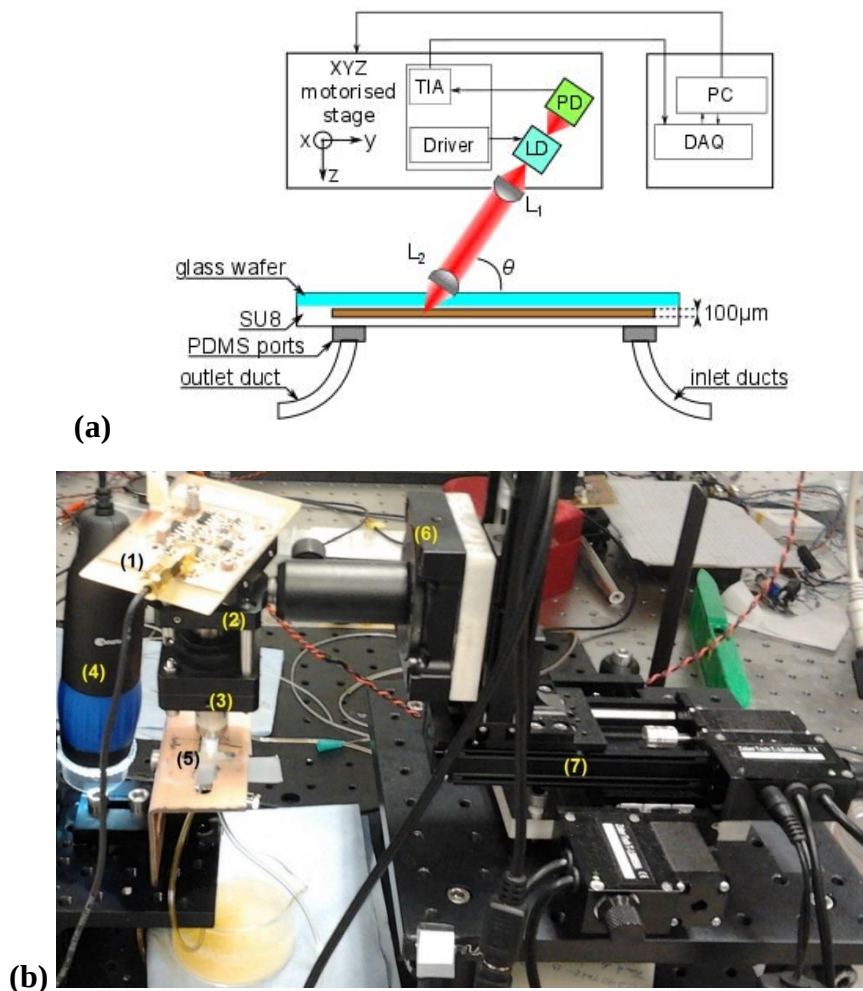 XYZ
motorised
stage
x
y
z
TIA
Driver
PD
LD
PC
DAQ
L1
L2
θ
glass wafer
SU8
100μm
PDMS ports
outlet duct
inlet ducts
(a)
(1)
(6)
(2)
(4)
(3)
(5)
(7)
(b)